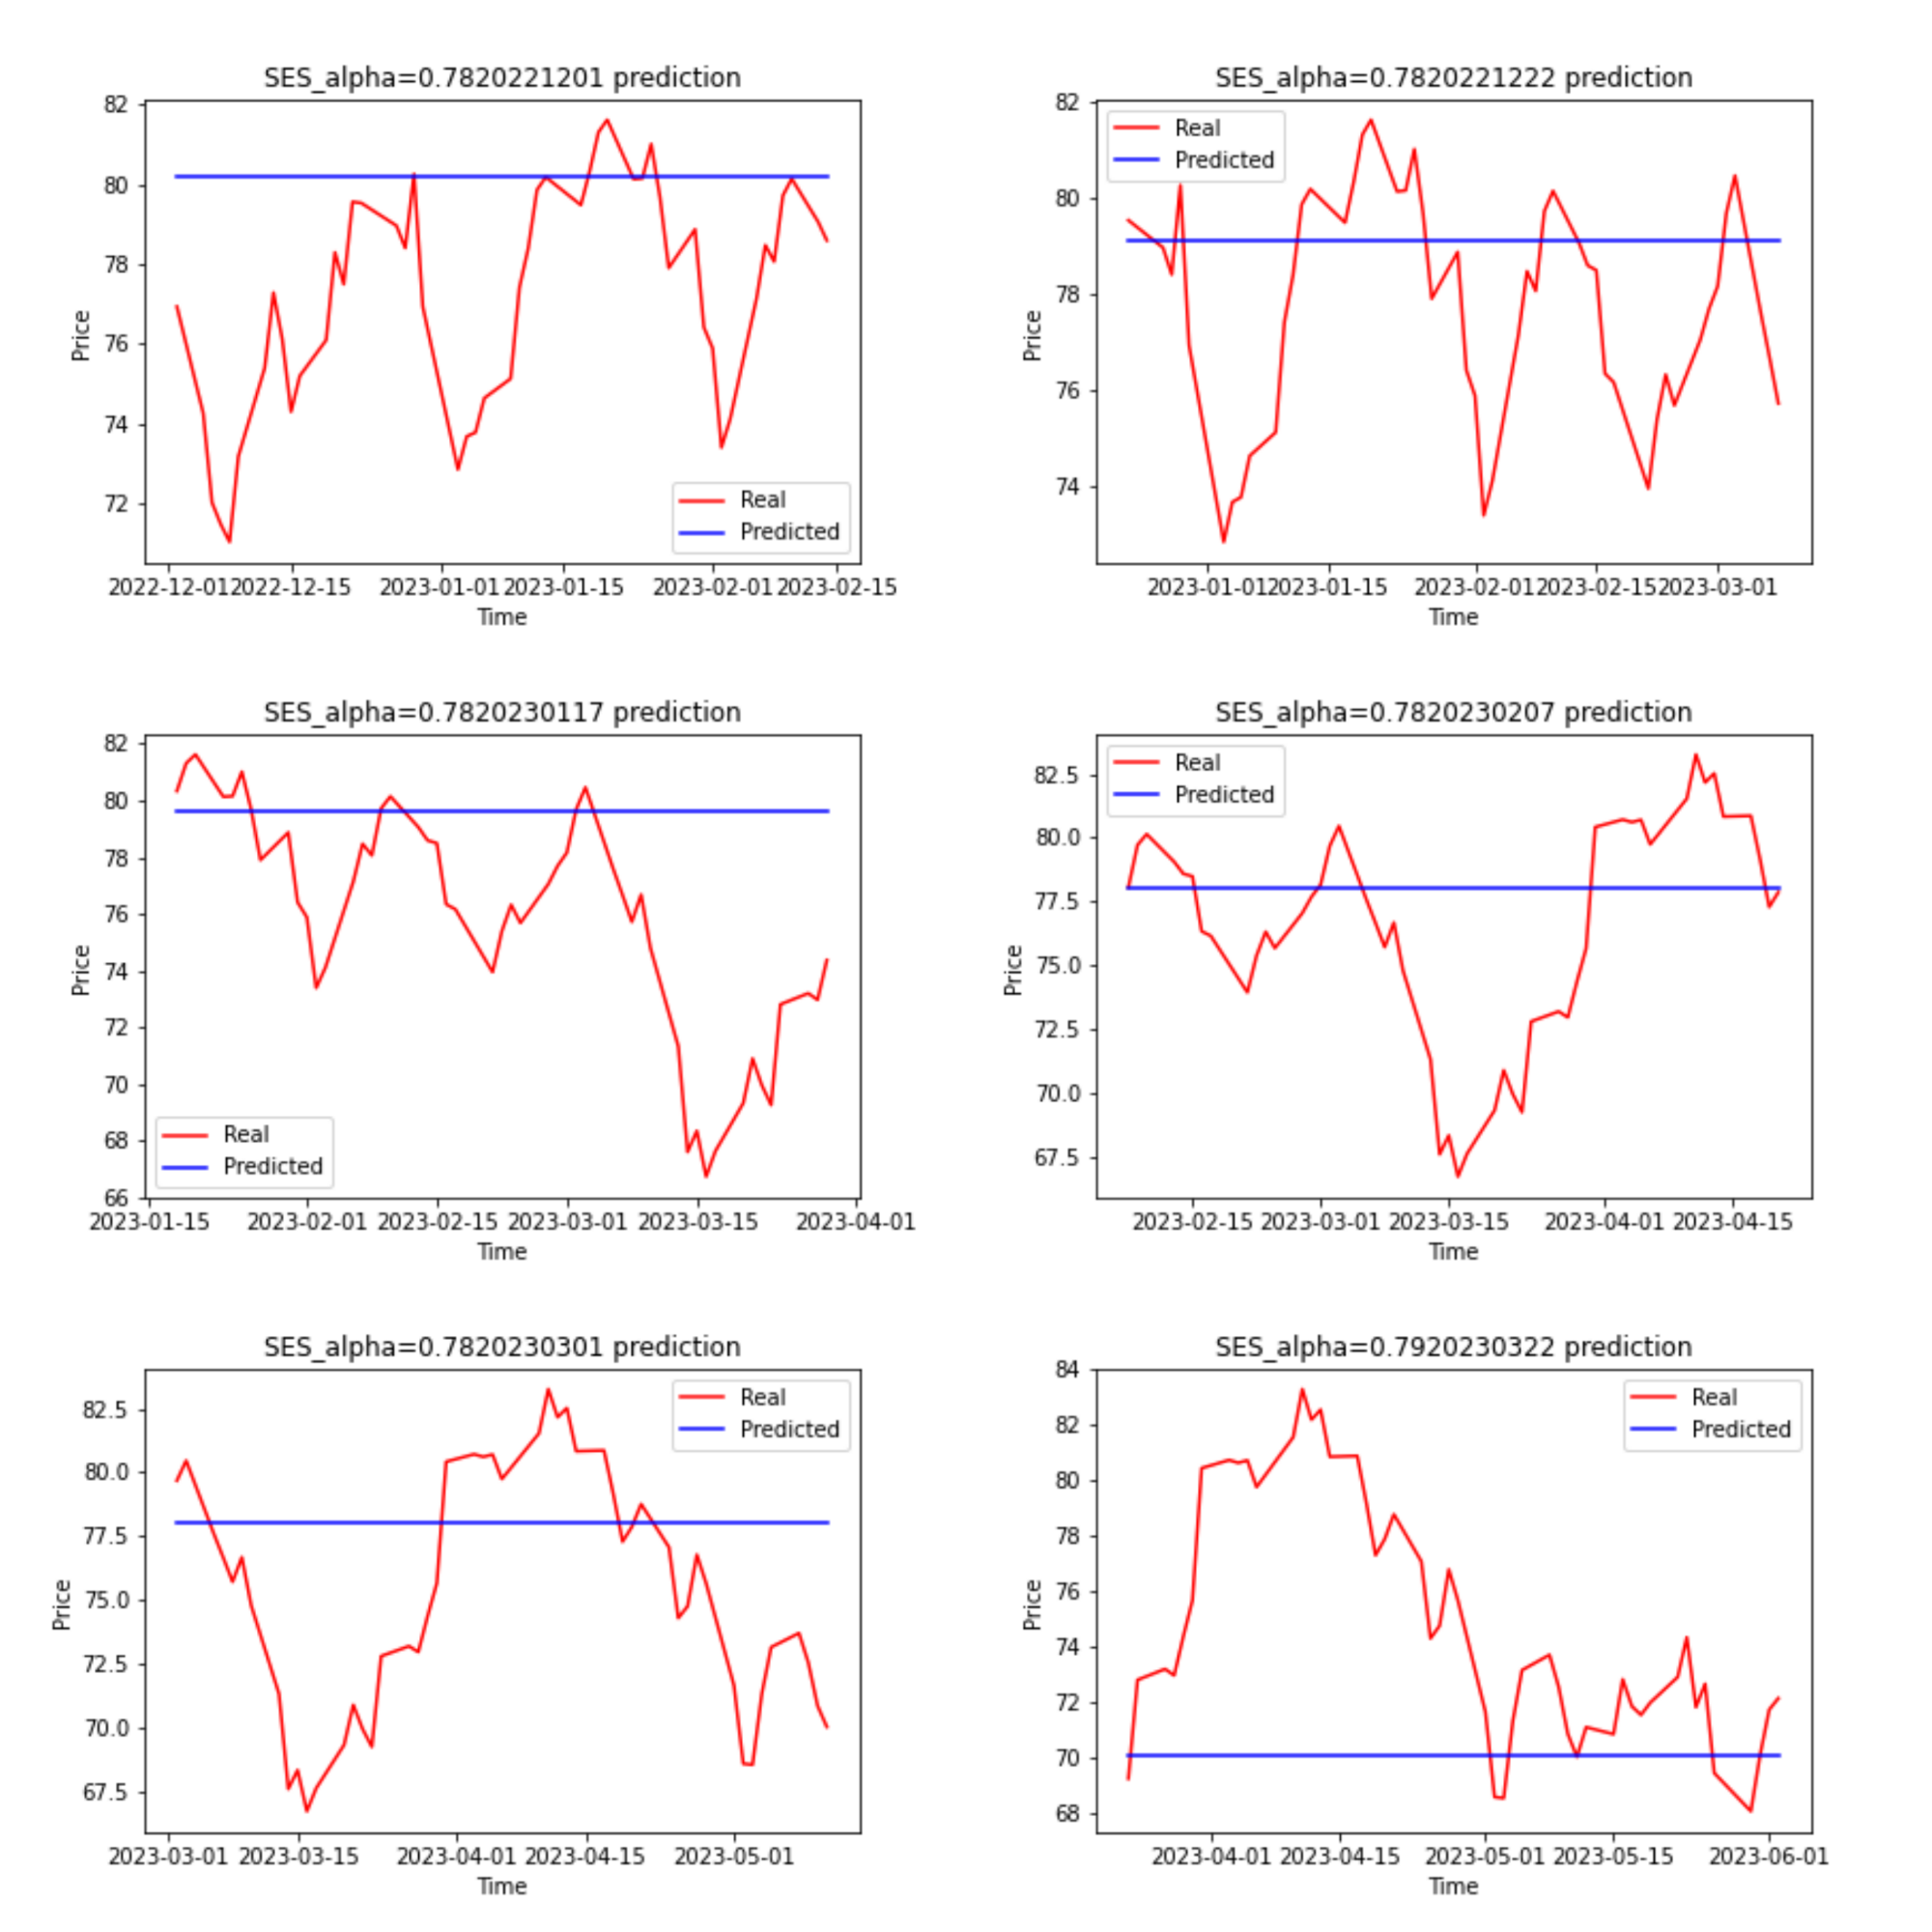 SES_alpha=0.7820221201 prediction
82
80
78
76
74
72
Price
Real
Predicted
2022-12-01 2022-12-15 2023-01-01 2023-01-15 2023-02-01 2023-02-15
Time
SES_alpha=0.7820221222 prediction
82
80
78
76
74
Price
Real
Predicted
2023-01-01 2023-01-15 2023-02-01 2023-02-15 2023-03-01
Time
SES_alpha=0.7820230117 prediction
82
80
78
76
74
72
70
68
66
Price
Real
Predicted
2023-01-15 2023-02-01 2023-02-15 2023-03-01 2023-03-15 2023-04-01
Time
SES_alpha=0.7820230207 prediction
82.5
80.0
77.5
75.0
72.5
70.0
67.5
Price
Real
Predicted
2023-02-15 2023-03-01 2023-03-15 2023-04-01 2023-04-15
Time
SES_alpha=0.7820230301 prediction
82.5
80.0
77.5
75.0
72.5
70.0
67.5
Price
Real
Predicted
2023-03-01 2023-03-15 2023-04-01 2023-04-15 2023-05-01
Time
SES_alpha=0.7920230322 prediction
84
82
80
78
76
74
72
70
68
Price
Real
Predicted
2023-04-01 2023-04-15 2023-05-01 2023-05-15 2023-06-01
Time